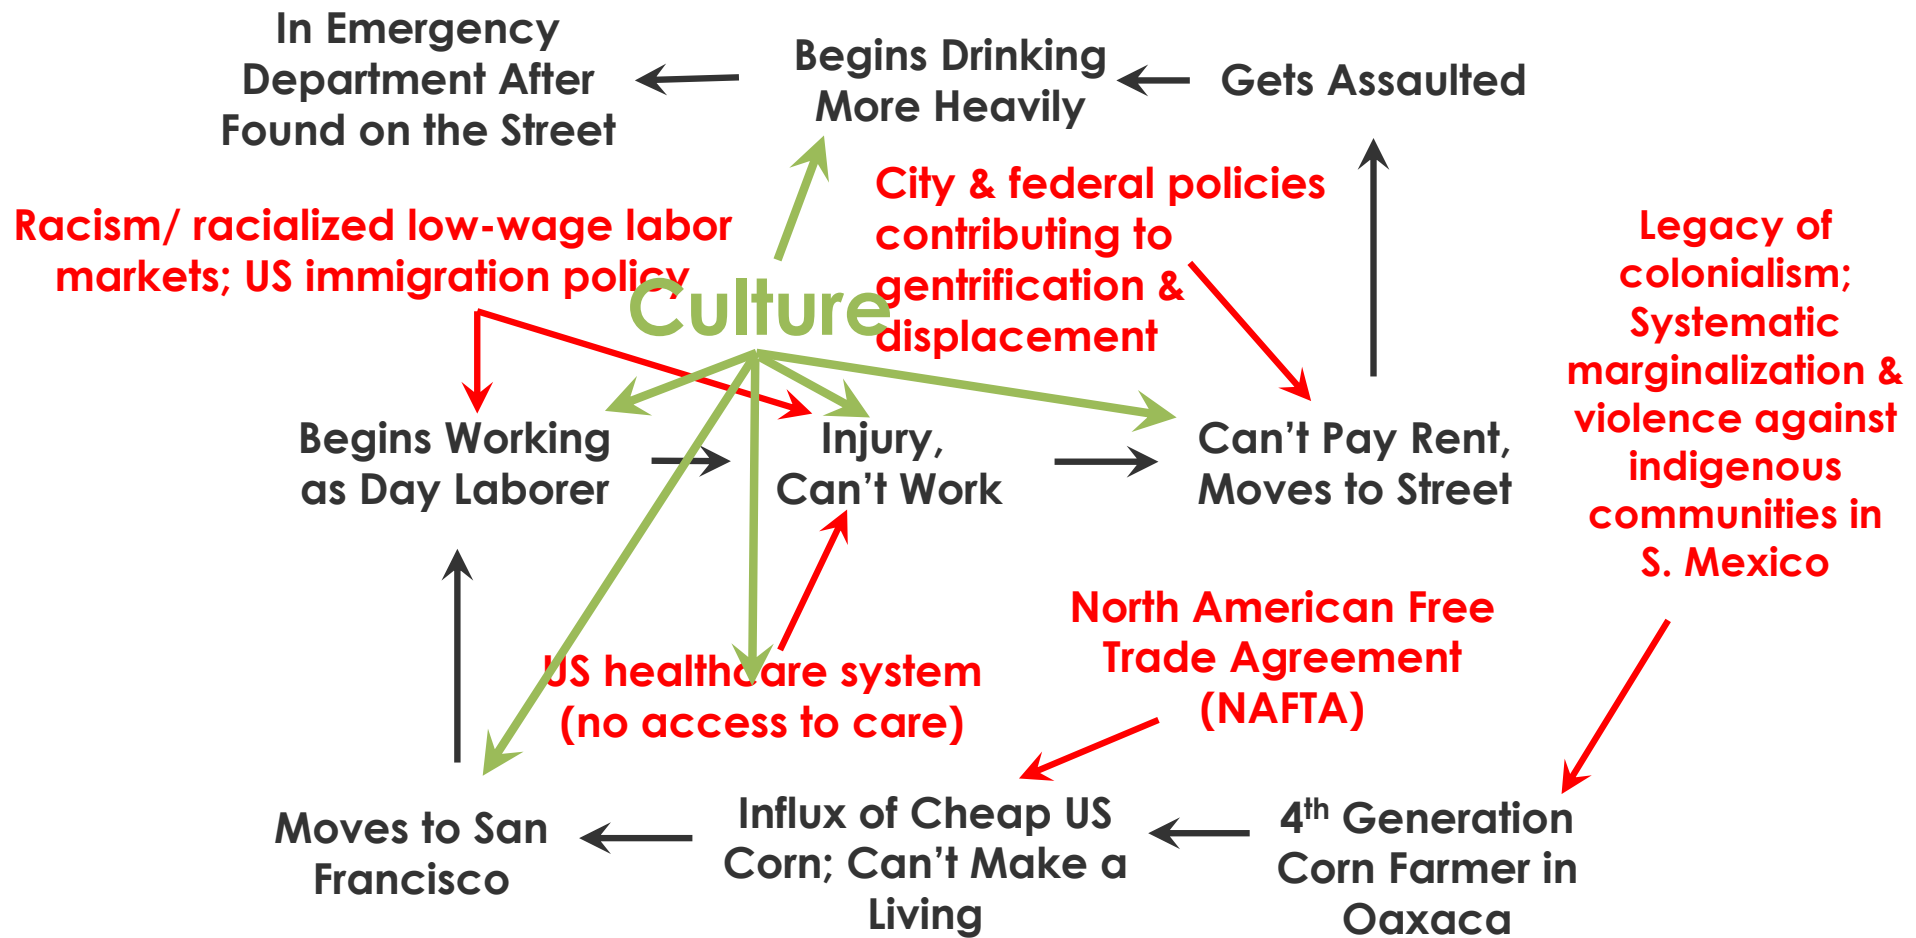 In Emergency
Department After
Found on the Street
Begins Drinking
More Heavily
Gets Assaulted
Racism/ racialized low-wage labor
markets; US immigration policy
Culture
City & federal policies
contributing to
gentrification &
displacement
Legacy of
colonialism;
Systematic
marginalization &
violence against
indigenous
communities in
S. Mexico
Begins Working
as Day Laborer
Injury,
Can’t Work
Can’t Pay Rent,
Moves to Street
US healthcare system
(no access to care)
North American Free
Trade Agreement
(NAFTA)
Moves to San
Francisco
Influx of Cheap US
Corn; Can’t Make a
Living
4th Generation
Corn Farmer in
Oaxaca